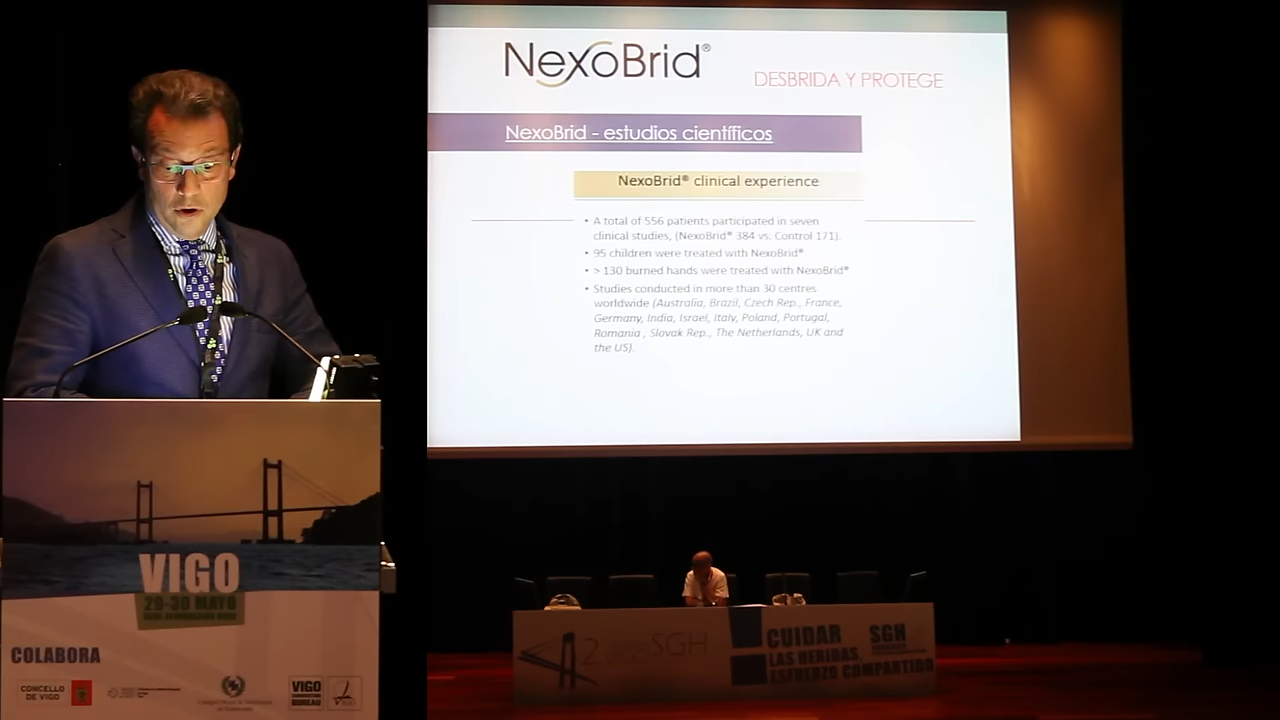 NexoBrid®
DESBRIDA Y PROTEGE
NexoBrid - estudios científicos
NexoBrid® clinical experience
• A total of 556 patients participated in seven
clinical studies, (NexoBrid® 384 vs. Control 171).
• 95 children were treated with NexoBrid®
• > 130 burned hands were treated with NexoBrid®
• Studies conducted in more than 30 centres
worldwide (Australia, Brazil, Czech Rep., France,
Germany, India, Israel, Italy, Poland, Portugal,
Romania , Slovak Rep., The Netherlands, UK and
the US).
VIGO
29-30 MAYO
COLABORA
CONCELLO
DE VIGO
VIGO
BUREAU
2
SGH
CUIDAR
LAS HERIDAS,
ESFUERZO COMPARTIDO
SGH